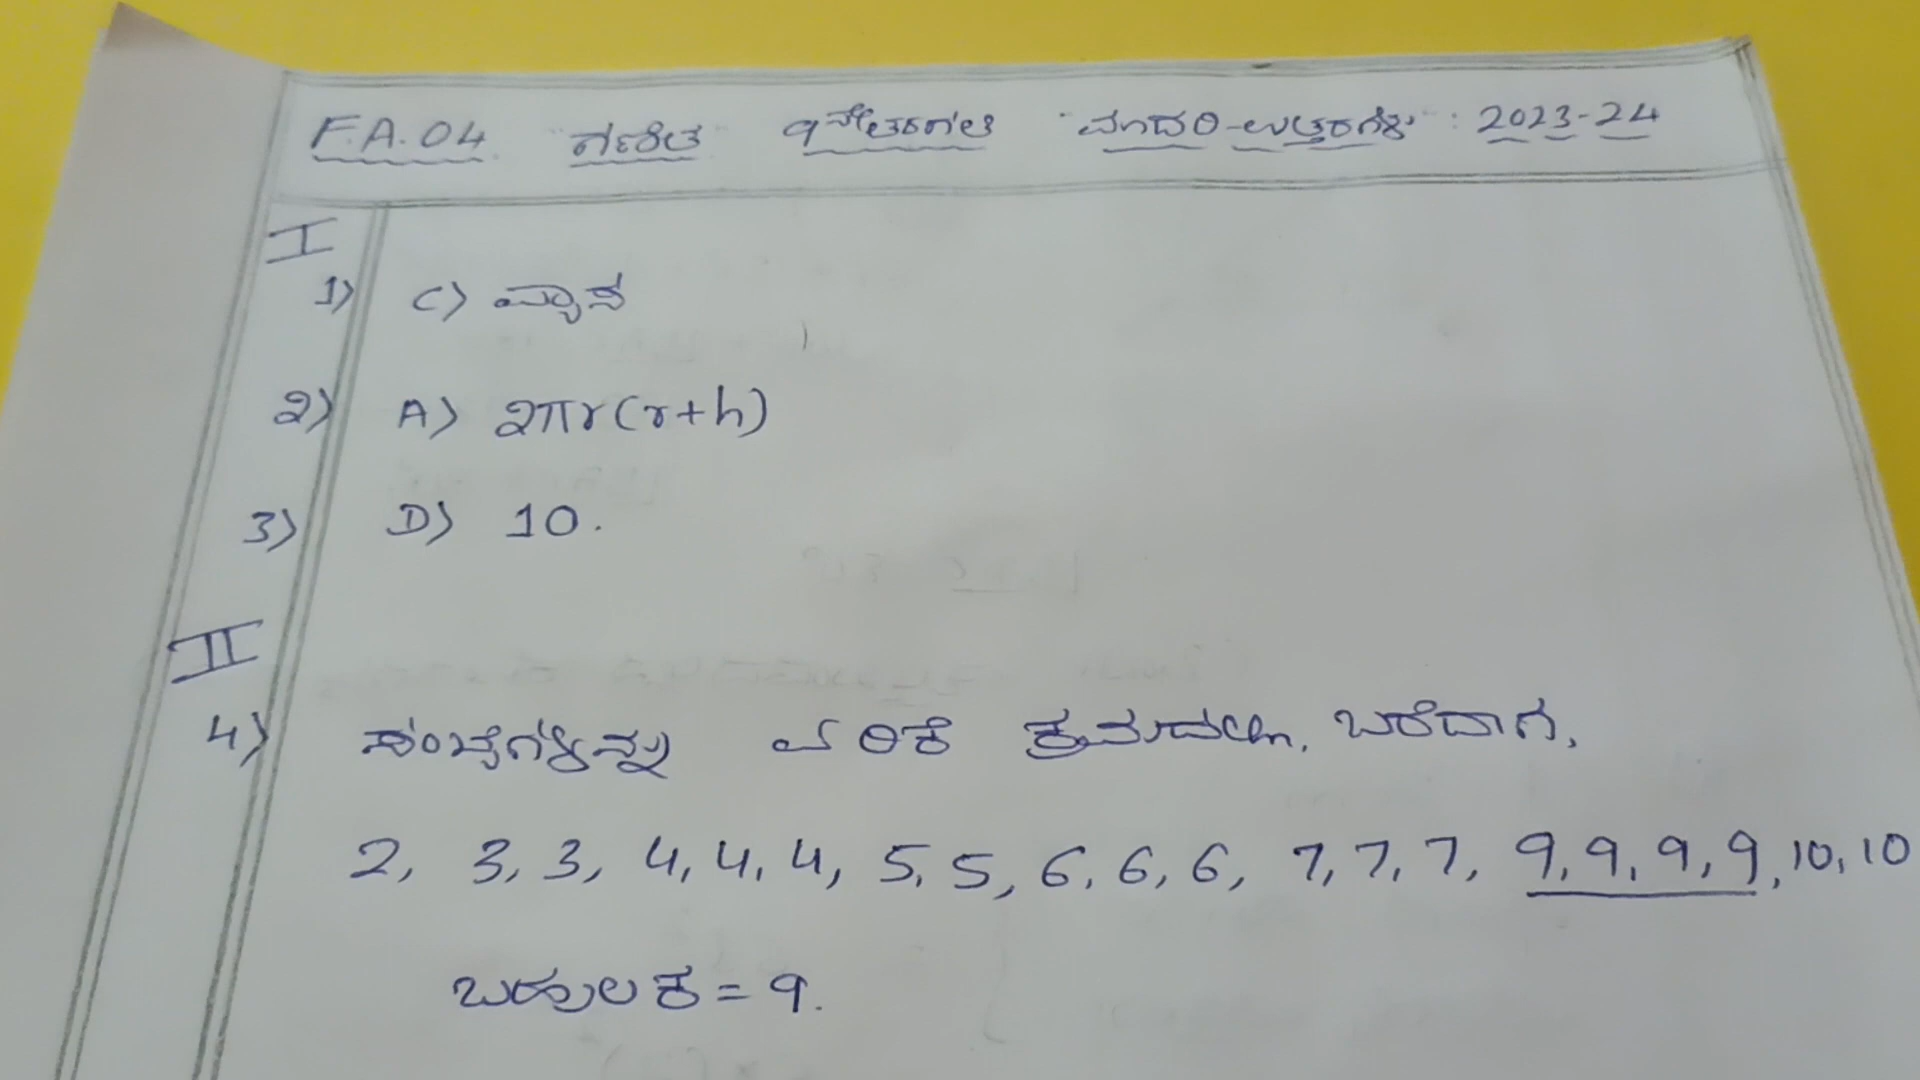 F.A.04 ಗಣಿತ 9ನೇತರಗತಿ ಮಾದರಿ-ಉತ್ತರಗಳು : 2023-24
I
1) C) ವ್ಯಾಸ
2) A) 2πr(r+h)
3) D) 10.
II
4) ಸಂಖ್ಯೆಗಳನ್ನು ಏರಿಕೆ ಕ್ರಮದಲ್ಲಿ, ಬರೆದಾಗ,
2, 3, 3, 4, 4, 4, 5, 5, 6, 6, 6, 7, 7, 7, 9, 9, 9, 9, 10, 10
ಬಹುಲಕ = 9.